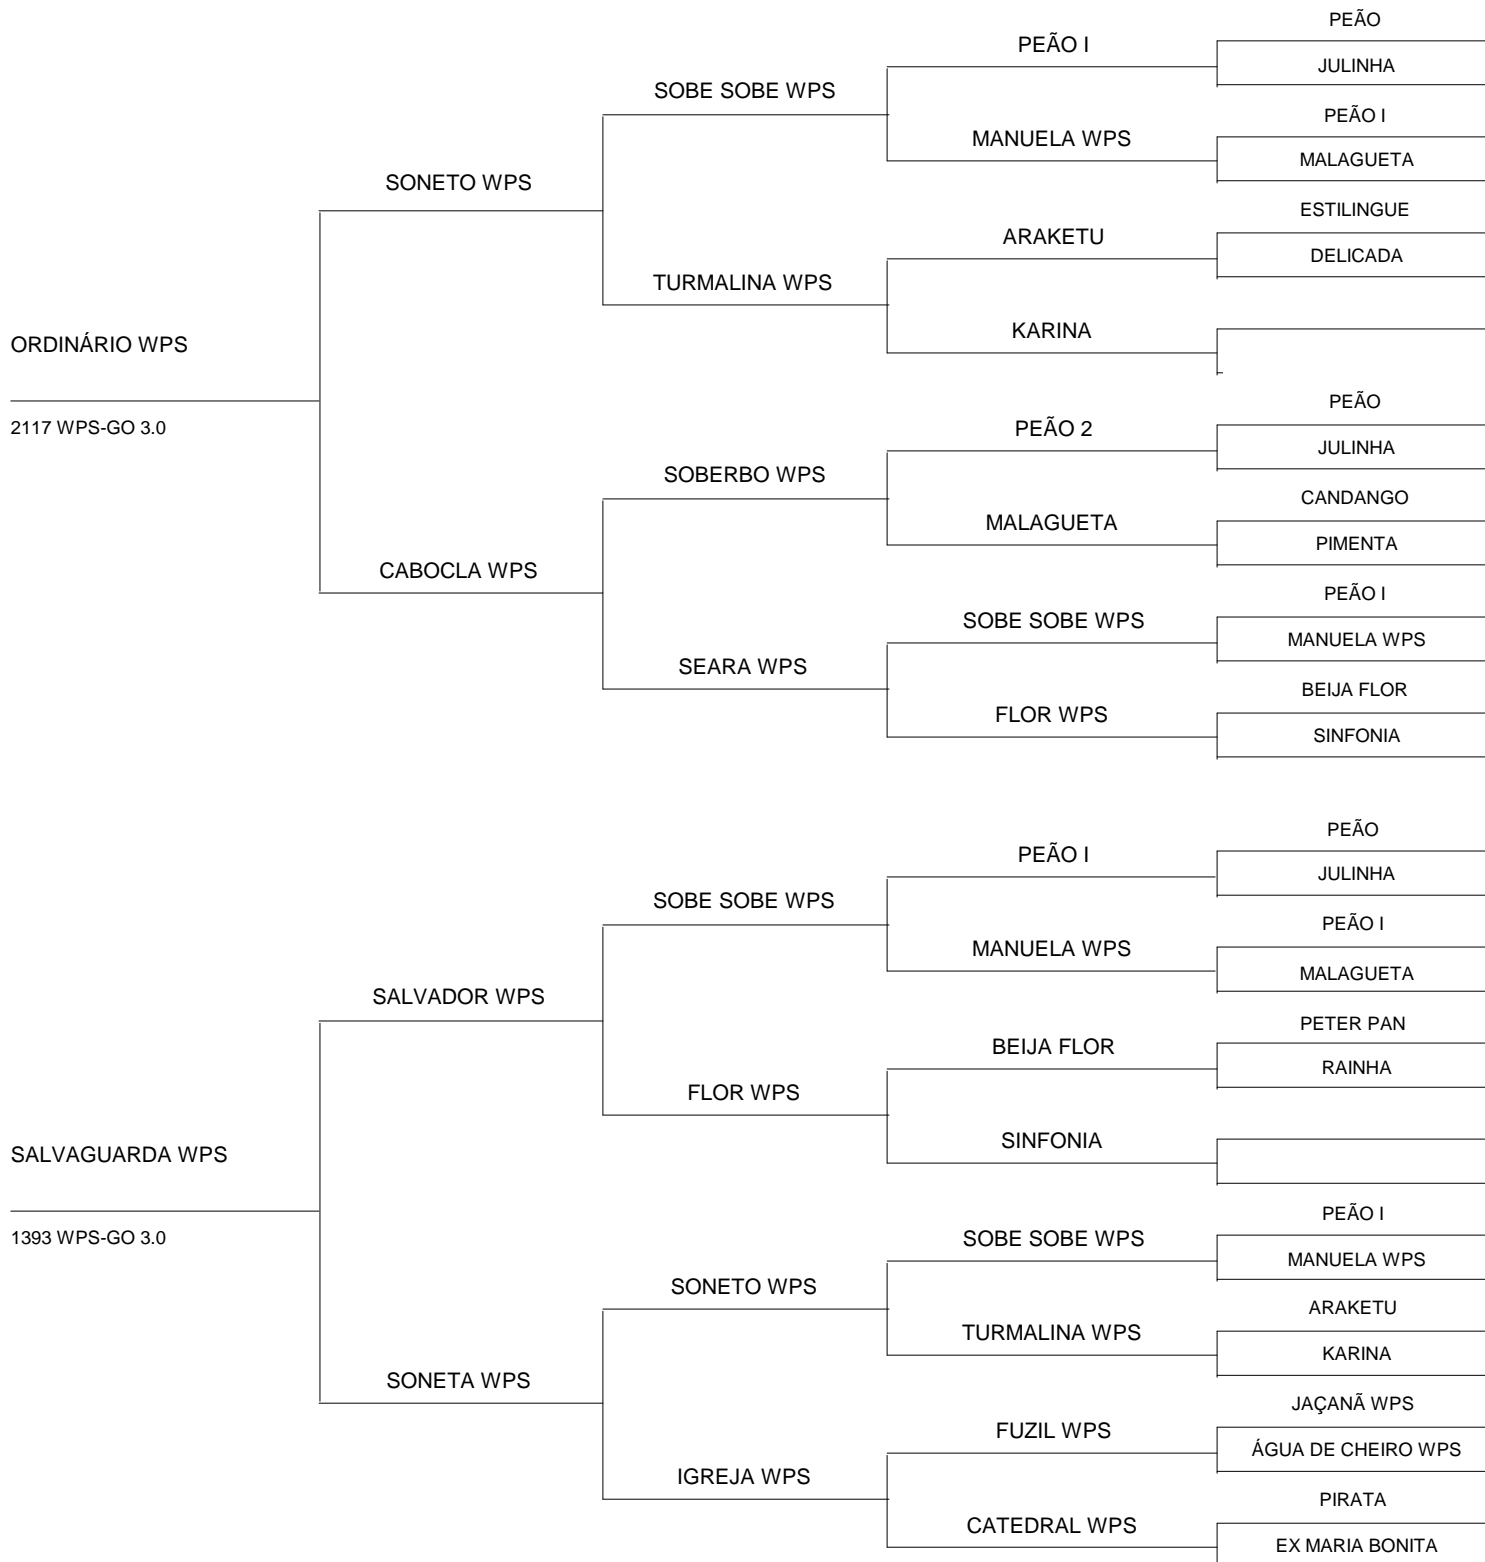 PEÃO
PEÃO I
JULINHA
SOBE SOBE WPS
PEÃO I
MANUELA WPS
MALAGUETA
SONETO WPS
ESTILINGUE
ARAKETU
DELICADA
TURMALINA WPS
KARINA
ORDINÁRIO WPS
PEÃO
2117 WPS-GO 3.0
PEÃO 2
JULINHA
SOBERBO WPS
CANDANGO
MALAGUETA
PIMENTA
CABOCLA WPS
PEÃO I
SOBE SOBE WPS
MANUELA WPS
SEARA WPS
BEIJA FLOR
FLOR WPS
SINFONIA
PEÃO
PEÃO I
JULINHA
SOBE SOBE WPS
PEÃO I
MANUELA WPS
MALAGUETA
SALVADOR WPS
PETER PAN
BEIJA FLOR
RAINHA
FLOR WPS
SINFONIA
SALVAGUARDA WPS
PEÃO I
1393 WPS-GO 3.0
SOBE SOBE WPS
MANUELA WPS
SONETO WPS
ARAKETU
TURMALINA WPS
KARINA
SONETA WPS
JAÇANÃ WPS
FUZIL WPS
ÁGUA DE CHEIRO WPS
IGREJA WPS
PIRATA
CATEDRAL WPS
EX MARIA BONITA